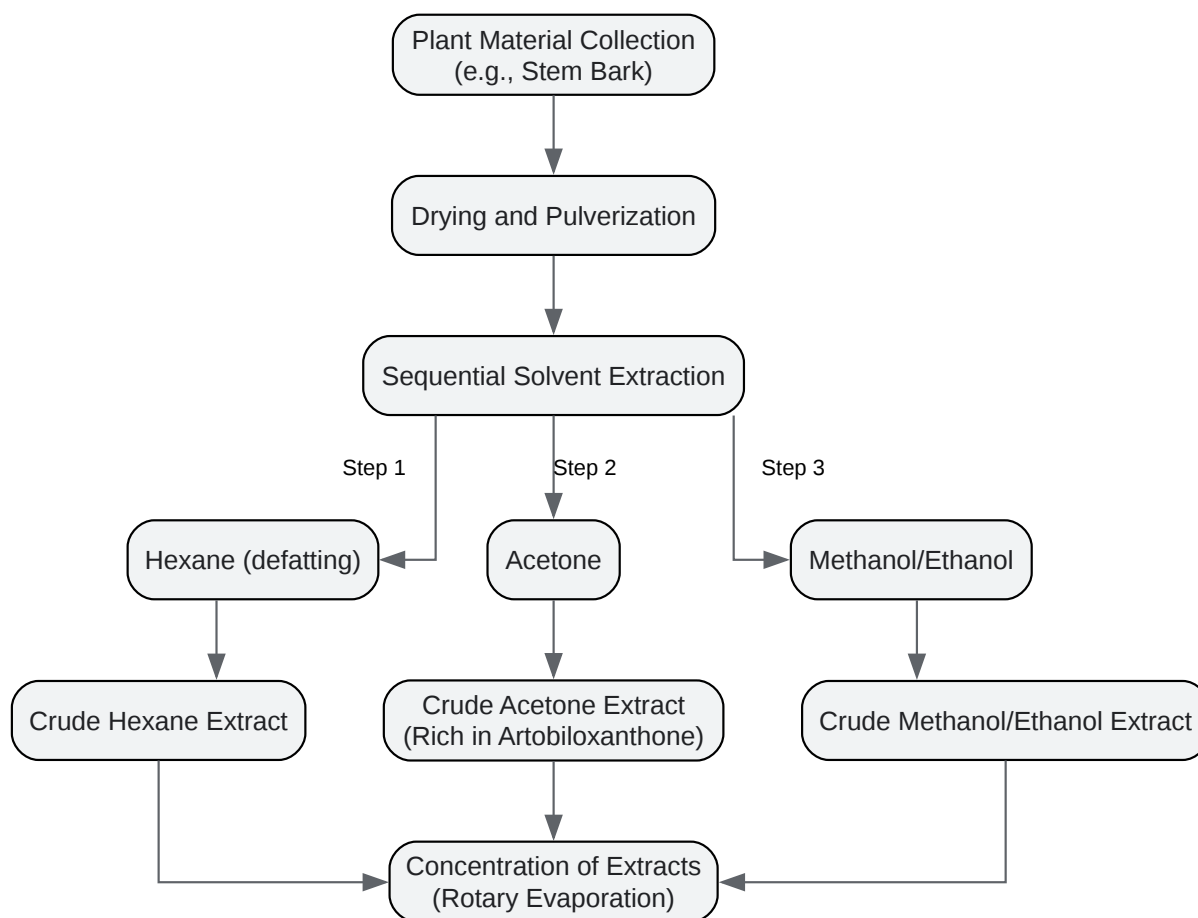 Plant Material Collection
(e.g., Stem Bark)
Drying and Pulverization
Sequential Solvent Extraction
Step 1
Step 2
Step 3
Hexane (defatting)
Acetone
Methanol/Ethanol
Crude Hexane Extract
Crude Acetone Extract
(Rich in Artobiloxanthone)
Crude Methanol/Ethanol Extract
Concentration of Extracts
(Rotary Evaporation)